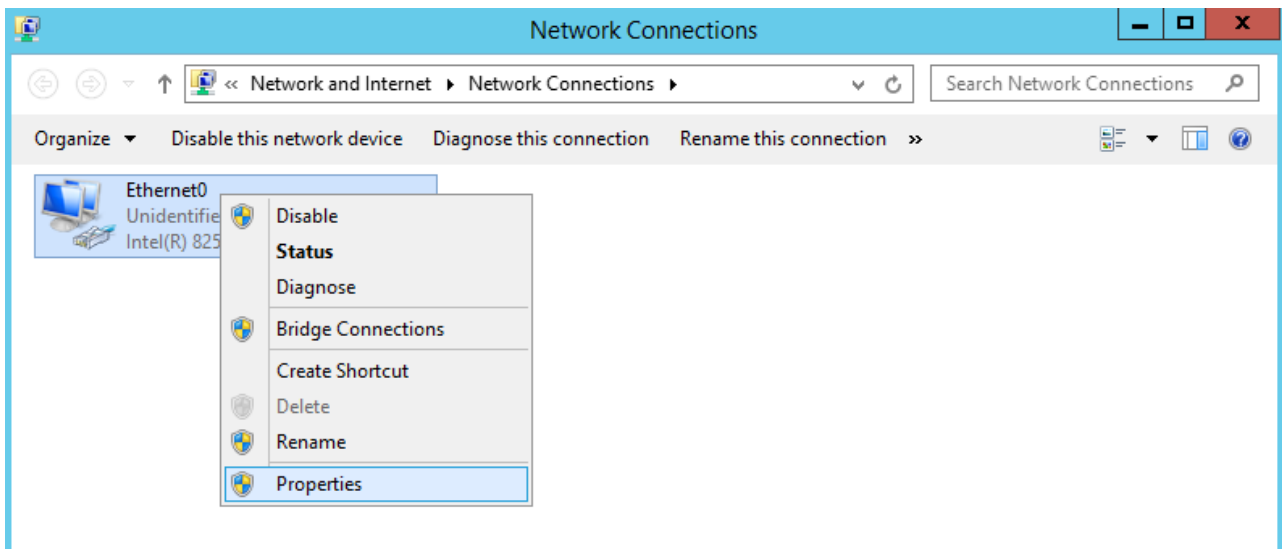 Network Connections
« Network and Internet ▸ Network Connections ▸ Search Network Connections
Organize Disable this network device Diagnose this connection Rename this connection »
Ethernet0
Unidentifie
Intel(R) 825
Disable
Status
Diagnose
Bridge Connections
Create Shortcut
Delete
Rename
Properties